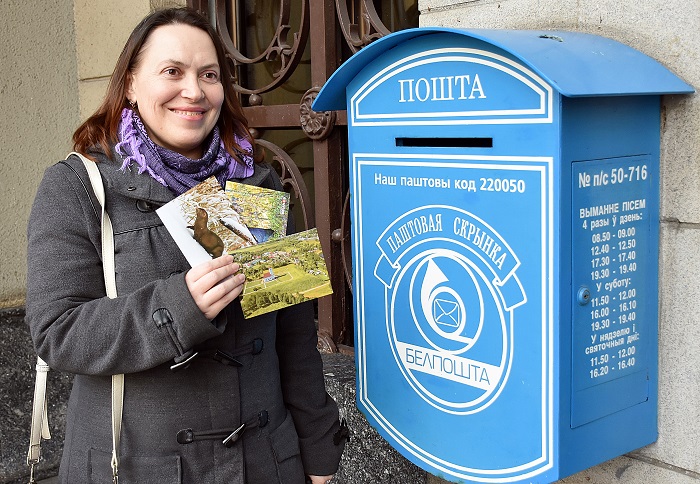 ПОШТА
Наш паштовы код 220050
ПАШТОВАЯ СКРЫНКА
БЕЛПОШТА
№ п/с 50-716
ВЫМАННЕ ПІСЕМ
4 разы ў дзень:
08.50 - 09.00
12.40 - 12.50
17.30 - 17.40
19.30 - 19.40
У суботу:
11.50 - 12.00
16.00 - 16.10
19.30 - 19.40
У нядзелю і
святочныя дні:
11.50 - 12.00
16.20 - 16.40